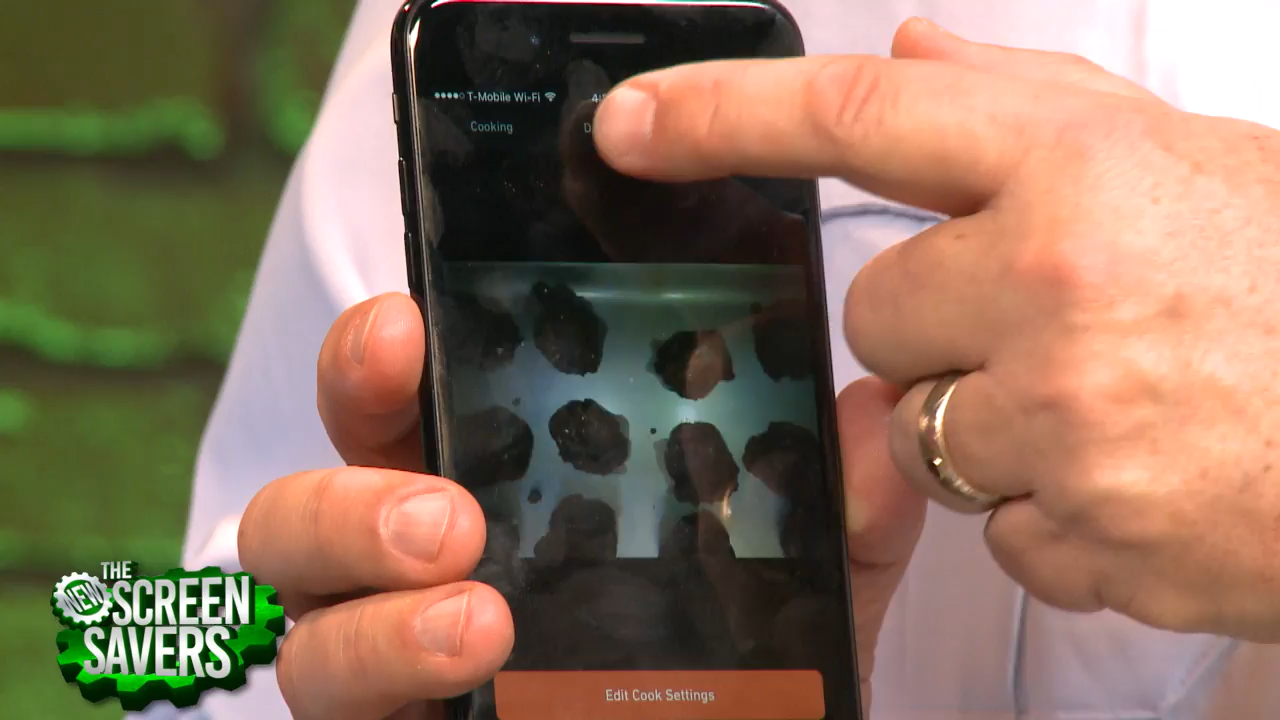 T-Mobile Wi-Fi
Cooking
Edit Cook Settings
THE
NEW SCREEN
SAVERS